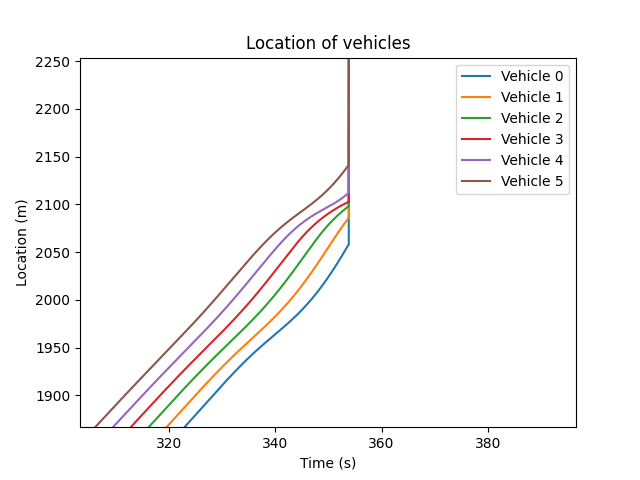 Location of vehicles
Location (m)
2250
2200
2150
2100
2050
2000
1950
1900
320
340
360
380
Time (s)
Vehicle 0
Vehicle 1
Vehicle 2
Vehicle 3
Vehicle 4
Vehicle 5